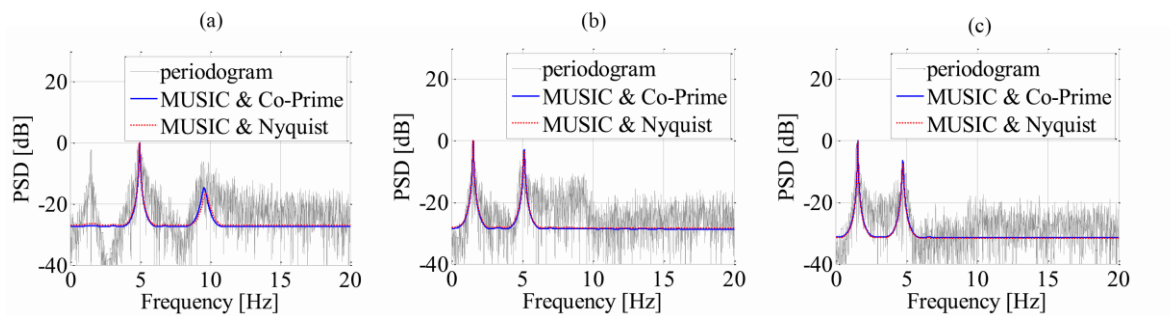 (a)
20
0
-20
-40
PSD [dB]
periodogram
MUSIC & Co-Prime
MUSIC & Nyquist
0 5 10 15 20
Frequency [Hz]
(b)
20
0
-20
-40
PSD [dB]
periodogram
MUSIC & Co-Prime
MUSIC & Nyquist
0 5 10 15 20
Frequency [Hz]
(c)
20
0
-20
-40
PSD [dB]
periodogram
MUSIC & Co-Prime
MUSIC & Nyquist
0 5 10 15 20
Frequency [Hz]